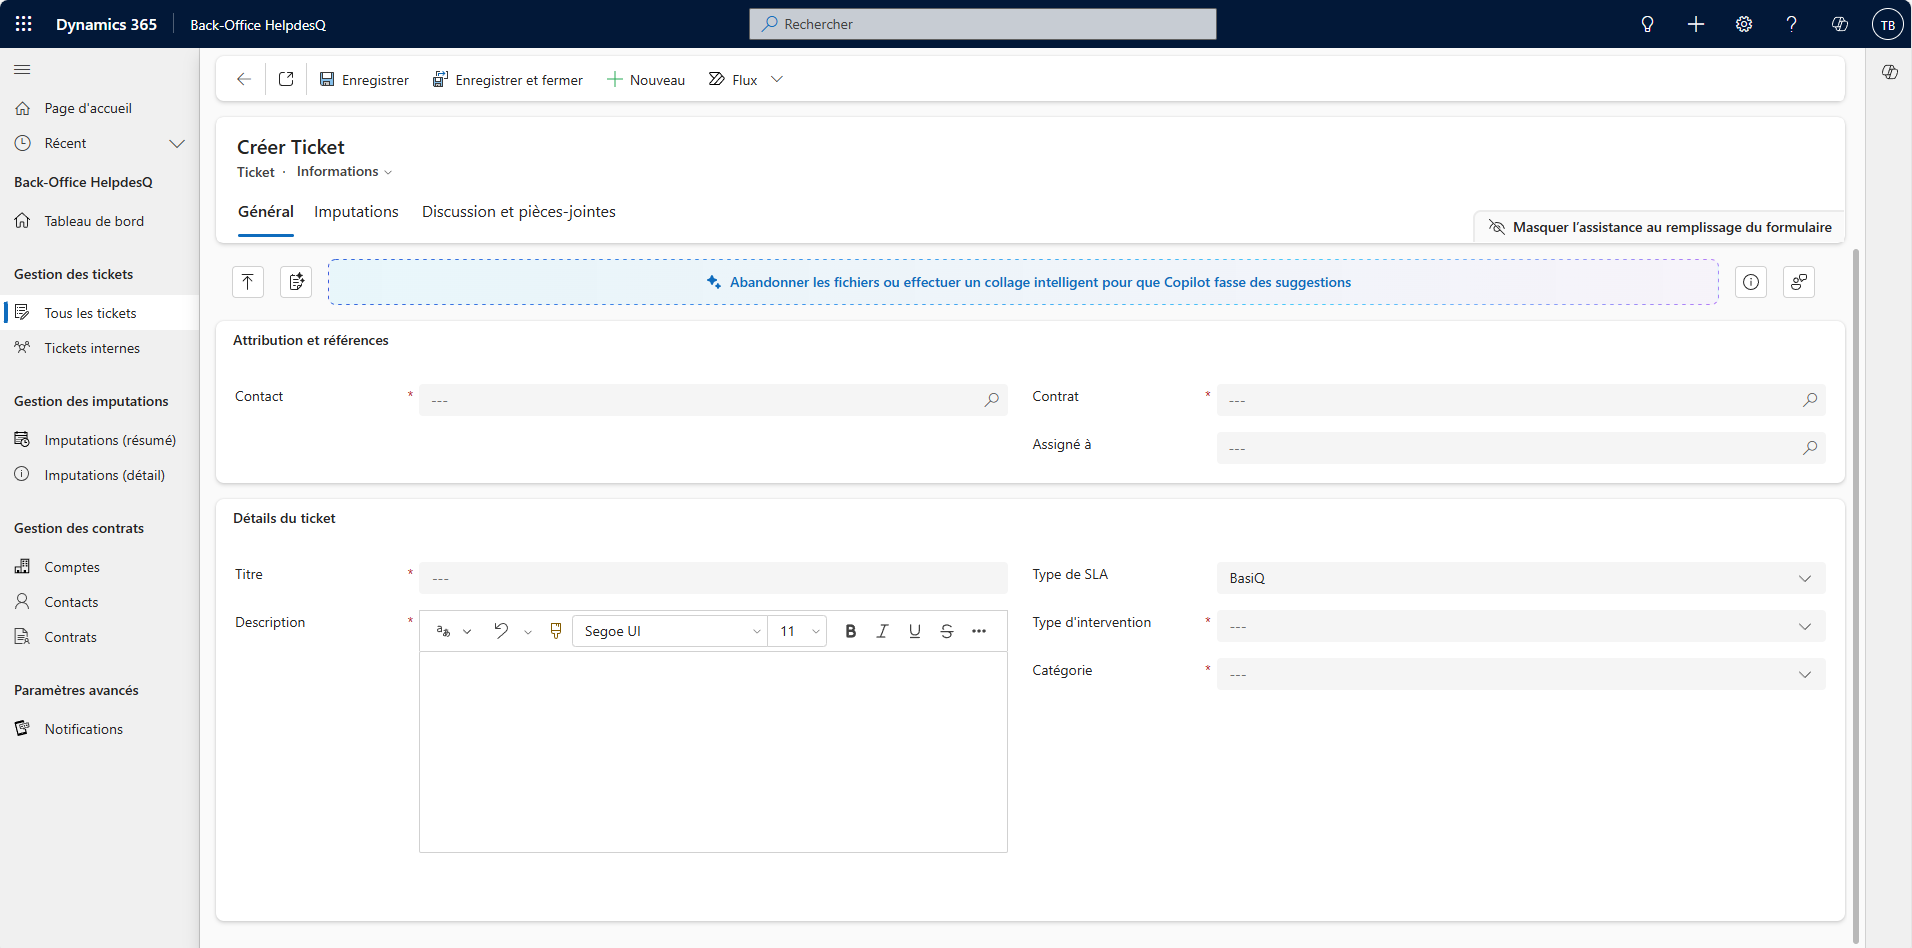 Dynamics 365
Back-Office HelpdesQ
Rechercher
TB
Page d'accueil
Récent
Back-Office HelpdesQ
Tableau de bord
Gestion des tickets
Tous les tickets
Tickets internes
Gestion des imputations
Imputations (résumé)
Imputations (détail)
Gestion des contrats
Comptes
Contacts
Contrats
Paramètres avancés
Notifications
Enregistrer
Enregistrer et fermer
Nouveau
Flux
Créer Ticket
Ticket · Informations
Général
Imputations
Discussion et pièces-jointes
Masquer l’assistance au remplissage du formulaire
Abandonner les fichiers ou effectuer un collage intelligent pour que Copilot fasse des suggestions
Attribution et références
Contact * ---
Contrat * ---
Assigné à ---
Détails du ticket
Titre * ---
Type de SLA BasiQ
Description *
Segoe UI 11 B I U S •••
Type d'intervention * ---
Catégorie * ---